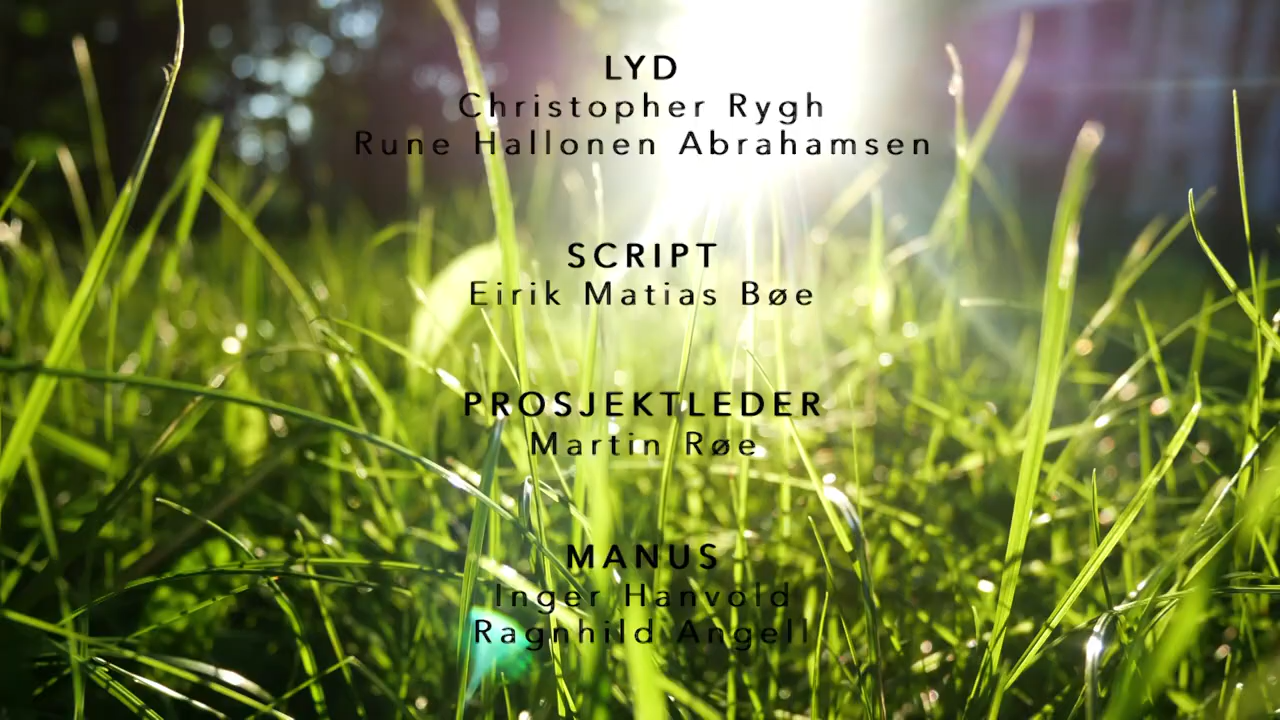 LYD
Christopher Rygh
Rune Hallonen Abrahamsen
SCRIPT
Eirik Matias Bøe
PROSJEKTLEDER
Martin Røe
MANUS
Inger Hanvold
Ragnhild Angell